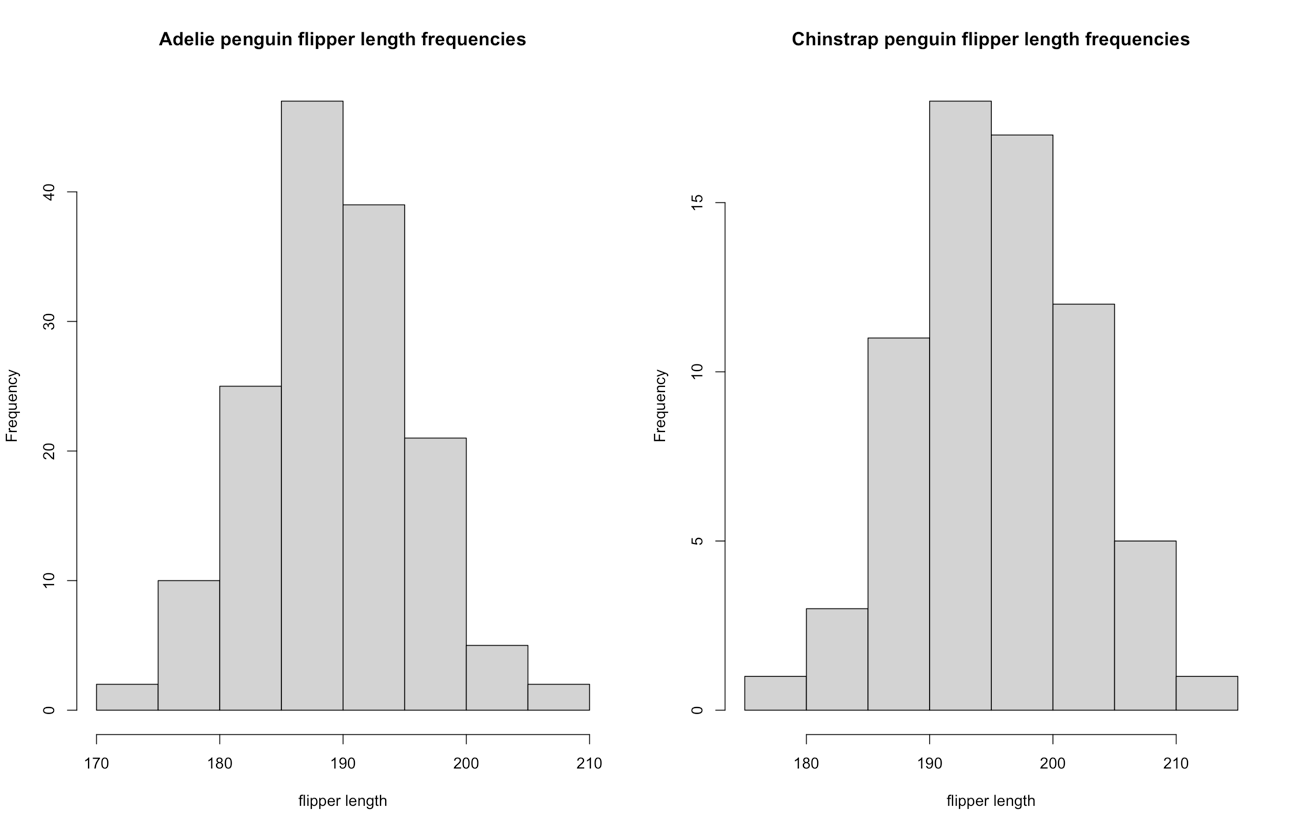 Adelie penguin flipper length frequencies
Frequency
40
30
20
10
0
170 180 190 200 210
flipper length
Chinstrap penguin flipper length frequencies
Frequency
15
10
5
0
180 190 200 210
flipper length